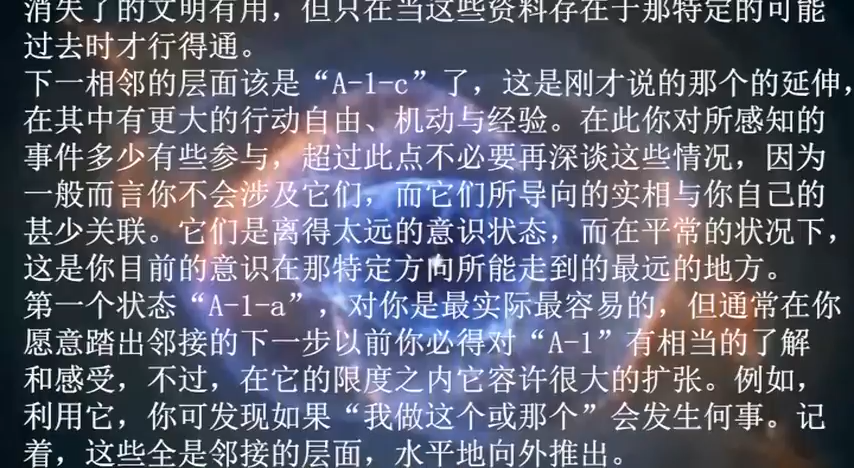 消失了的文明有用，但只在当这些资料存在于那特定的可能
过去时才行得通。
下一相邻的层面该是“A-1-c”了，这是刚才说的那个的延伸，
在其中有更大的行动自由、机动与经验。在此你对所感知的
事件多少有些参与，超过此点不必要再深谈这些情况，因为
一般而言你不会涉及它们，而它们所导向的实相与你自己的
甚少关联。它们是离得太远的意识状态，而在平常的状况下，
这是你目前的意识在那特定方向所能走到的最远的地方。
第一个状态“A-1-a”，对你是最实际最容易的，但通常在你
愿意踏出邻接的下一步以前你必得对“A-1”有相当的了解
和感受，不过，在它的限度之内它容许很大的扩张。例如，
利用它，你可发现如果“我做这个或那个”会发生何事。记
着，这些全是邻接的层面，水平地向外推出。